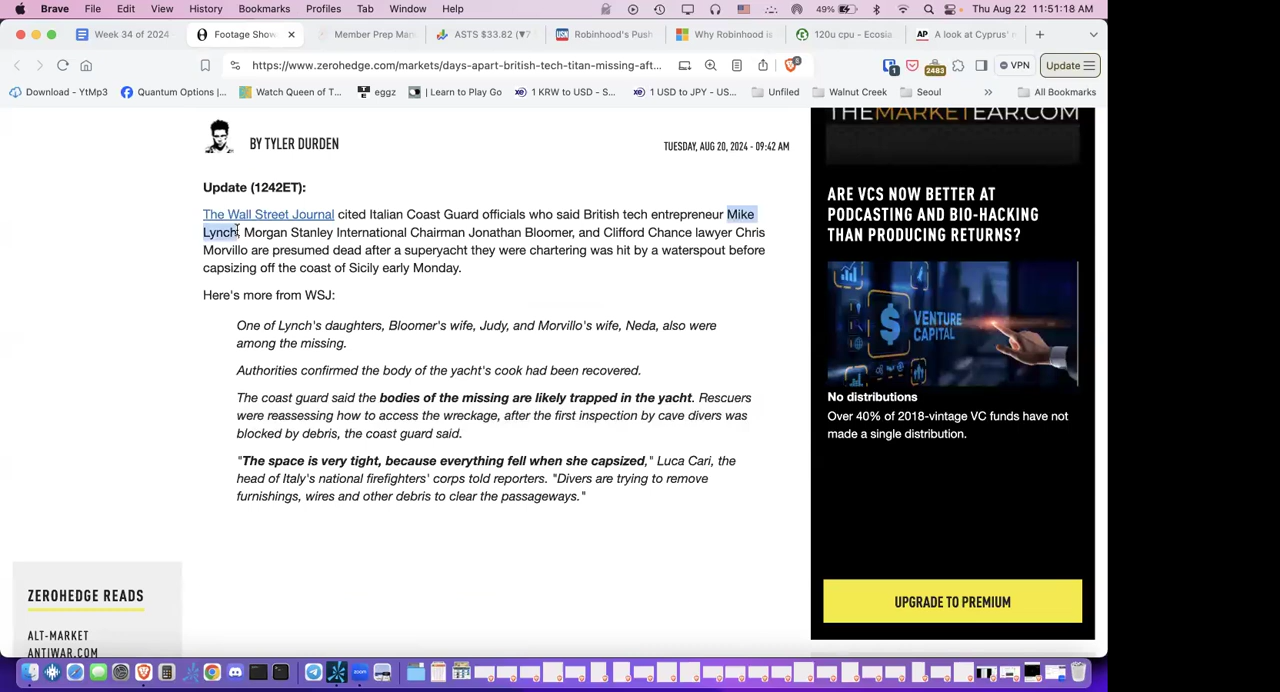 Brave File Edit View History Bookmarks Profiles Tab Window Help 49% Thu Aug 22 11:51:18 AM
Week 34 of 2024 Footage Show Member Prep Mar ASTS $33.82 (▼7 Robinhood's Push Why Robinhood is 120u cpu - Ecosia AP A look at Cyprus'
https://www.zerohedge.com/markets/days-apart-british-tech-titan-missing-aft... 8 1 2483 VPN Update
Download - YtMp3 Quantum Options |... Watch Queen of T... eggz | Learn to Play Go 1 KRW to USD - S... 1 USD to JPY - US... Unfiled Walnut Creek Seoul » All Bookmarks
THEMARKETEAR.COM
BY TYLER DURDEN
TUESDAY, AUG 20, 2024 - 09:42 AM
Update (1242ET):
The Wall Street Journal cited Italian Coast Guard officials who said British tech entrepreneur Mike
Lynch, Morgan Stanley International Chairman Jonathan Bloomer, and Clifford Chance lawyer Chris
Morvillo are presumed dead after a superyacht they were chartering was hit by a waterspout before
capsizing off the coast of Sicily early Monday.
Here's more from WSJ:
One of Lynch's daughters, Bloomer's wife, Judy, and Morvillo's wife, Neda, also were
among the missing.
Authorities confirmed the body of the yacht's cook had been recovered.
The coast guard said the bodies of the missing are likely trapped in the yacht. Rescuers
were reassessing how to access the wreckage, after the first inspection by cave divers was
blocked by debris, the coast guard said.
"The space is very tight, because everything fell when she capsized," Luca Cari, the
head of Italy's national firefighters' corps told reporters. "Divers are trying to remove
furnishings, wires and other debris to clear the passageways."
ARE VCS NOW BETTER AT
PODCASTING AND BIO-HACKING
THAN PRODUCING RETURNS?
VENTURE
CAPITAL
No distributions
Over 40% of 2018-vintage VC funds have not
made a single distribution.
UPGRADE TO PREMIUM
ZEROHEDGE READS
ALT-MARKET
ANTIWAR.COM
zoom